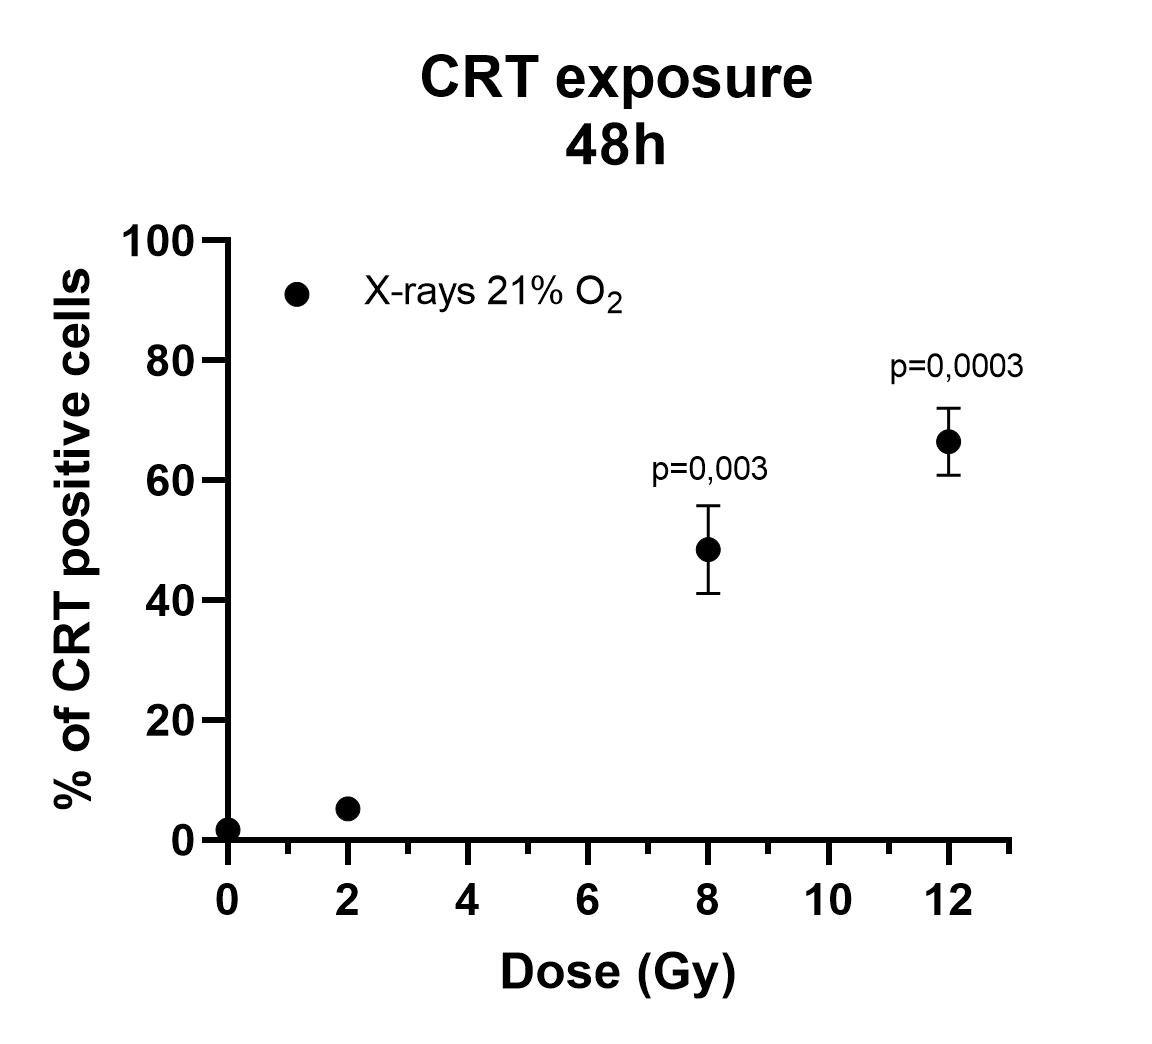 CRT exposure
48h
% of CRT positive cells
100
80
60
40
20
0
X-rays 21% O₂
p=0,0003
p=0,003
0 2 4 6 8 10 12
Dose (Gy)